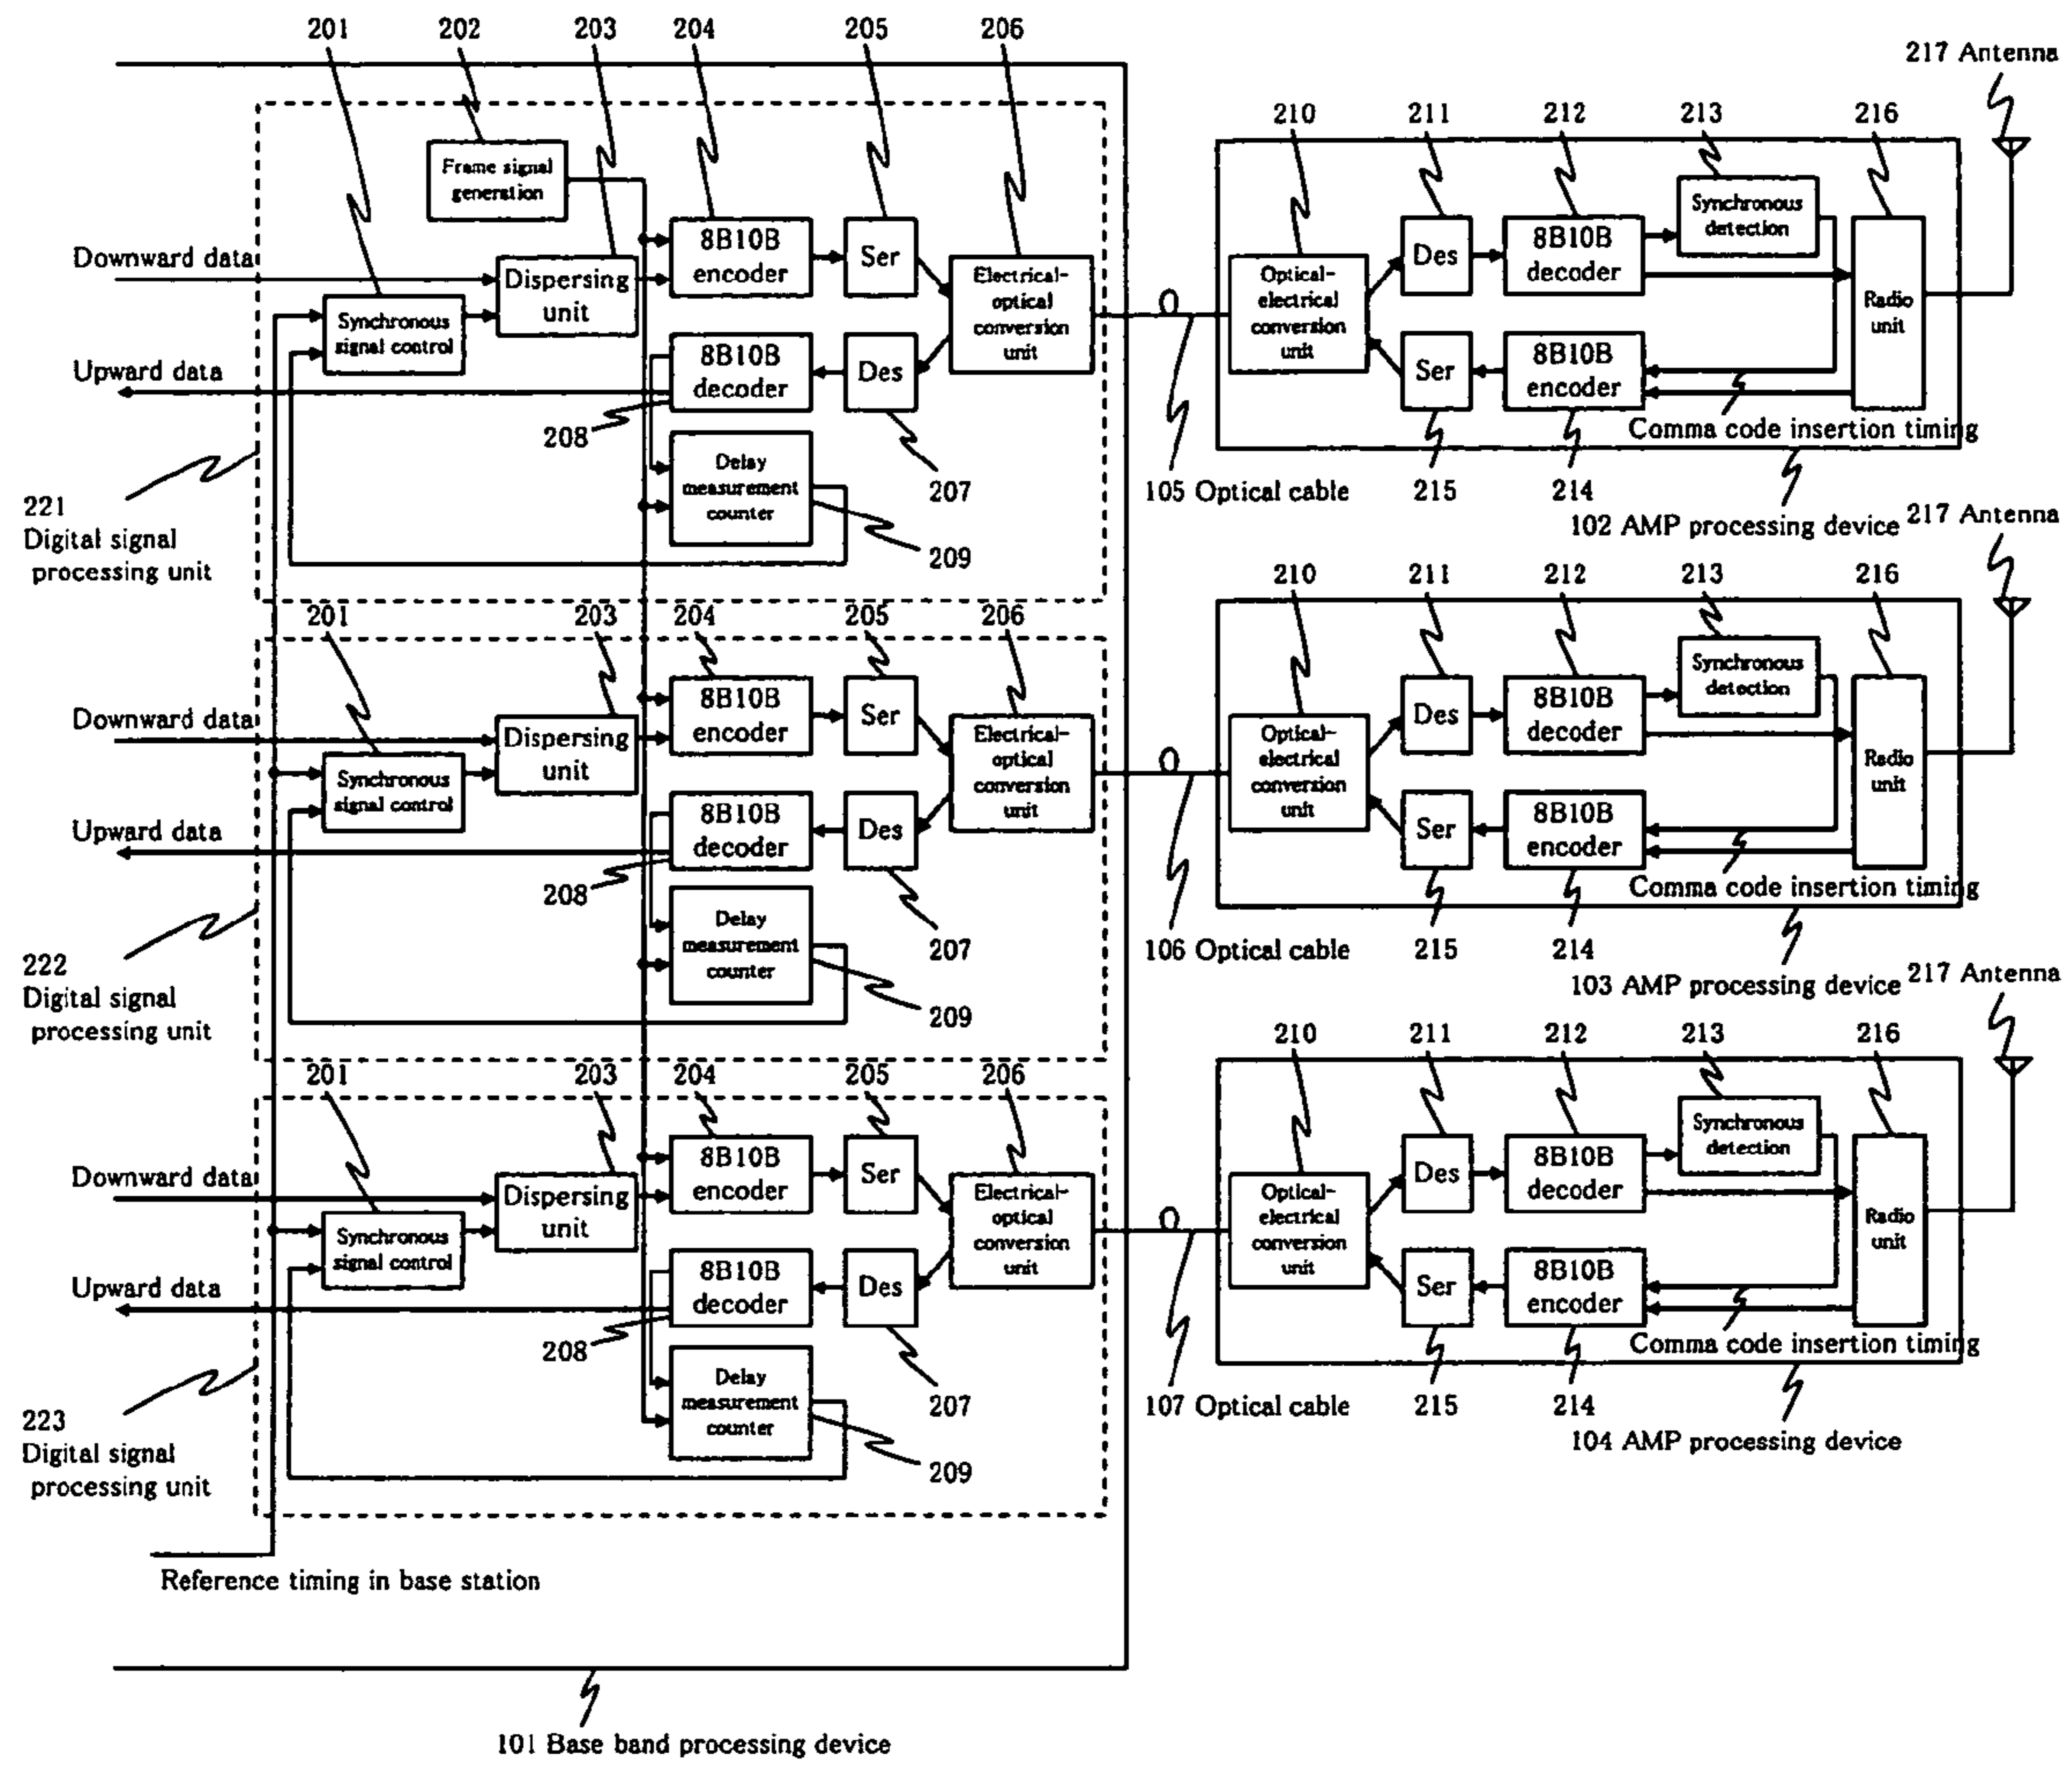 201 202 203 204 205 206
217 Antenna
210 211 212 213 216
Frame signal
generation
Synchronous
detection
8B10B
encoder
Ser
Des
8B10B
decoder
Downward data
Dispersing
unit
Electrical-
optical
conversion
unit
Optical-
electrical
conversion
unit
Radio
unit
Synchronous
signal control
Upward data
8B10B
decoder
Des
Ser
8B10B
encoder
208
Comma code insertion timing
Delay
measurement
counter
207
105 Optical cable
215 214
221
Digital signal
processing unit
209
102 AMP processing device
217 Antenna
201 203 204 205 206
210 211 212 213 216
Synchronous
detection
8B10B
encoder
Ser
Des
8B10B
decoder
Downward data
Dispersing
unit
Electrical-
optical
conversion
unit
Optical-
electrical
conversion
unit
Radio
unit
Synchronous
signal control
Upward data
8B10B
decoder
Des
Ser
8B10B
encoder
208
Comma code insertion timing
Delay
measurement
counter
207
106 Optical cable
215 214
222
Digital signal
processing unit
209
103 AMP processing device
217 Antenna
201 203 204 205 206
210 211 212 213 216
Synchronous
detection
8B10B
encoder
Ser
Des
8B10B
decoder
Downward data
Dispersing
unit
Electrical-
optical
conversion
unit
Optical-
electrical
conversion
unit
Radio
unit
Synchronous
signal control
Upward data
8B10B
decoder
Des
Ser
8B10B
encoder
208
Comma code insertion timing
Delay
measurement
counter
207
107 Optical cable
215 214
223
Digital signal
processing unit
209
104 AMP processing device
Reference timing in base station
101 Base band processing device